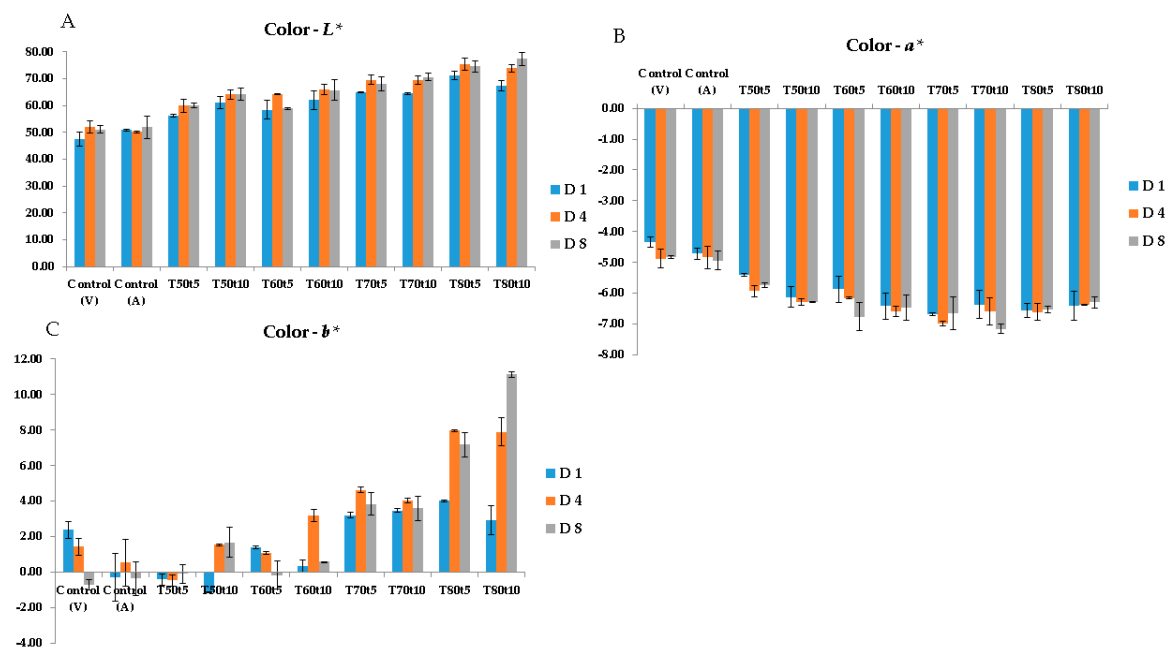 A
Color - L*
80.00
70.00
60.00
50.00
40.00
30.00
20.00
10.00
0.00
Control (V)
Control (A)
T50t5
T50t10
T60t5
T60t10
T70t5
T70t10
T80t5
T80t10
D 1
D 4
D 8
B
Color - a*
Control (V)
Control (A)
T50t5
T50t10
T60t5
T60t10
T70t5
T70t10
T80t5
T80t10
0.00
-1.00
-2.00
-3.00
-4.00
-5.00
-6.00
-7.00
-8.00
D 1
D 4
D 8
C
Color - b*
12.00
10.00
8.00
6.00
4.00
2.00
0.00
-2.00
-4.00
Control (V)
Control (A)
T50t5
T50t10
T60t5
T60t10
T70t5
T70t10
T80t5
T80t10
D 1
D 4
D 8